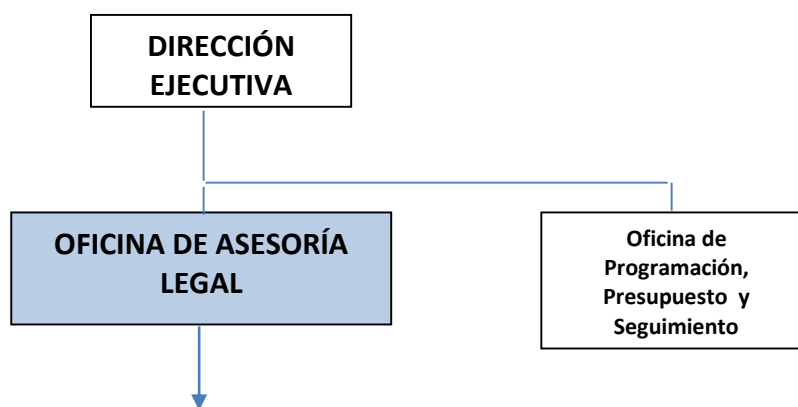 DIRECCIÓN
EJECUTIVA
OFICINA DE ASESORÍA
LEGAL
Oficina de
Programación,
Presupuesto y
Seguimiento